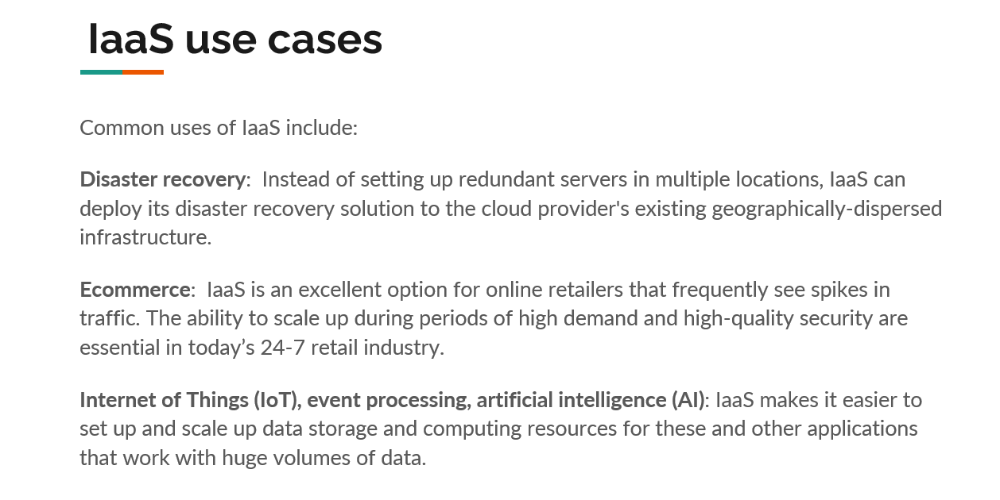 IaaS use cases
Common uses of IaaS include:
Disaster recovery:  Instead of setting up redundant servers in multiple locations, IaaS can
deploy its disaster recovery solution to the cloud provider's existing geographically-dispersed
infrastructure.
Ecommerce:  IaaS is an excellent option for online retailers that frequently see spikes in
traffic. The ability to scale up during periods of high demand and high-quality security are
essential in today’s 24-7 retail industry.
Internet of Things (IoT), event processing, artificial intelligence (AI): IaaS makes it easier to
set up and scale up data storage and computing resources for these and other applications
that work with huge volumes of data.